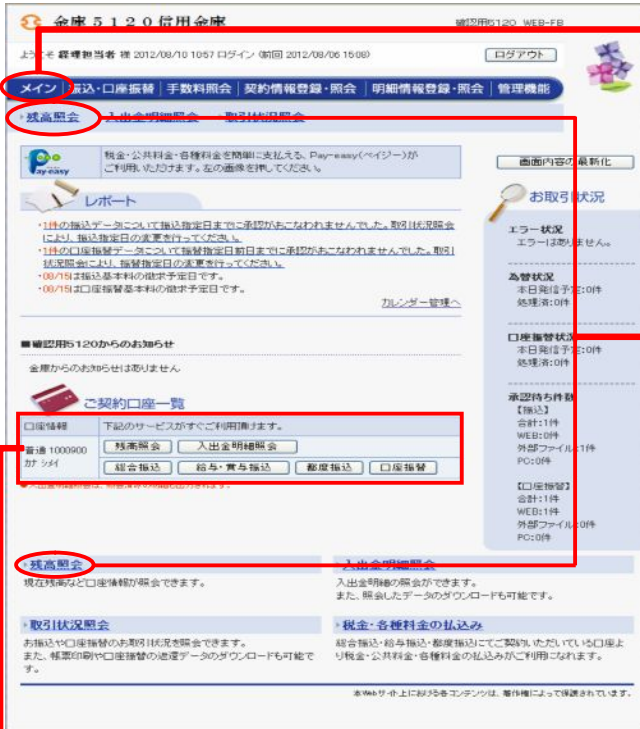 金庫5120信用金庫
確認用5120 WEB-FB
ようこそ 経理担当者 様 2012/08/10 1057 ログイン (前回 2012/08/06 1508)
ログアウト
メイン 振込・口座振替 手数料照会 契約情報登録・照会 明細情報登録・照会 管理機能
残高照会 入出金明細照会 取引状況照会
Pay-easy
税金・公共料金・各種料金を簡単に支払える、Pay-easy(ペイジー)が
ご利用いただけます。左の画像を押してください。
画面内容の最新化
レポート
・1件の振込データについて振込指定日までに承認がおこなわれませんでした。取引状況照会
により、振込指定日の変更を行ってください。
・1件の口座振替データについて振替指定日前日までに承認がおこなわれませんでした。取引
状況照会により、振替指定日の変更を行ってください。
・08/15は振込基本料の徴求予定日です。
・08/15は口座振替基本料の徴求予定日です。
カレンダー管理へ
お取引状況
エラー状況
エラーはありません。
為替状況
本日発信予定:0件
処理済:0件
口座振替状況
本日発信予定:0件
処理済:0件
承認待ち件数
【振込】
合計:1件
WEB:0件
外部ファイル:1件
PC:0件
【口座振替】
合計:1件
WEB:1件
外部ファイル:0件
PC:0件
■確認用5120からのお知らせ
金庫からのお知らせはありません
ご契約口座一覧
口座情報 下記のサービスがすぐご利用頂けます。
普通 1000900
カナ シメイ
残高照会 入出金明細照会
総合振込 給与・賞与振込 都度振込 口座振替
●入出金明細照会は、照会済みの明細も出力されます。
残高照会
現在残高など口座情報が照会できます。
入出金明細照会
入出金明細の照会ができます。
また、照会したデータのダウンロードも可能です。
取引状況照会
お振込や口座振替のお取引状況を照会できます。
また、帳票印刷や口座振替の返還データのダウンロードも可能で
す。
税金・各種料金の払込み
総合振込・給与振込・都度振込にてご契約いただいている口座よ
り税金・公共料金・各種料金の払込みがご利用になれます。
本Webサイト上における各コンテンツは、著作権によって保護されています。